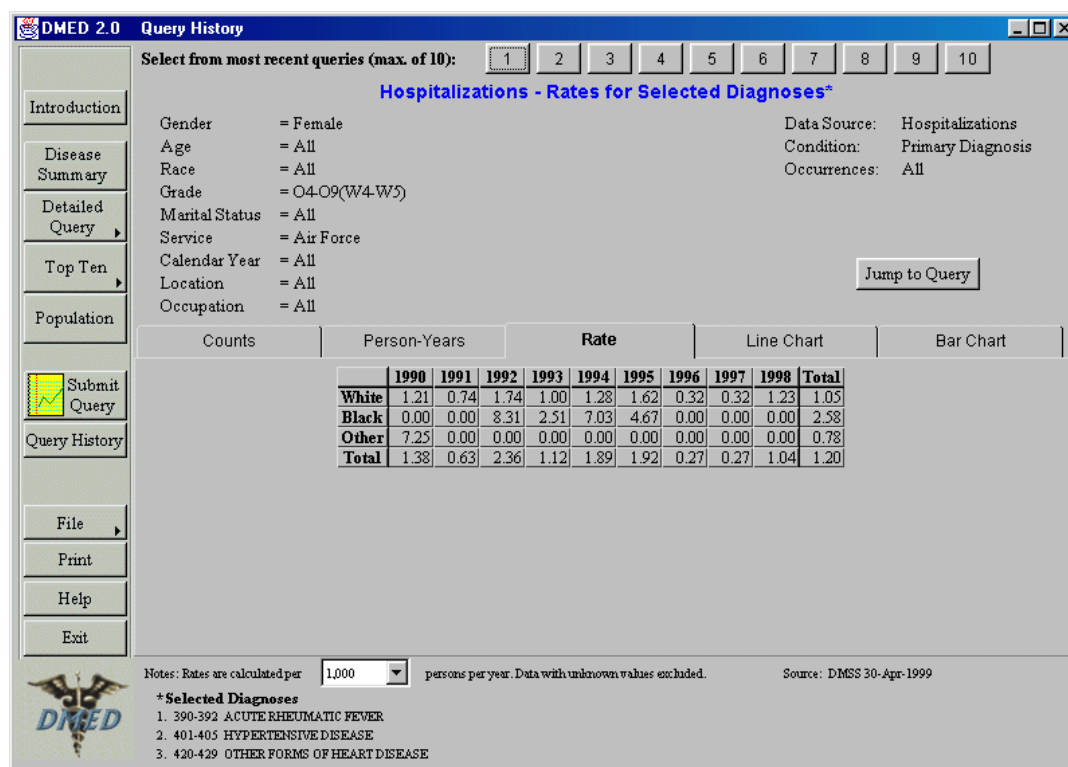 DMED 2.0 Query History
Select from most recent queries (max. of 10): 1 2 3 4 5 6 7 8 9 10
Hospitalizations - Rates for Selected Diagnoses*
Introduction
Disease
Summary
Detailed
Query
Top Ten
Population
Submit
Query
Query History
File
Print
Help
Exit
DMED
Gender = Female
Age = All
Race = All
Grade = O4-O9(W4-W5)
Marital Status = All
Service = Air Force
Calendar Year = All
Location = All
Occupation = All
Data Source: Hospitalizations
Condition: Primary Diagnosis
Occurrences: All
Jump to Query
Counts Person-Years Rate Line Chart Bar Chart
1990 1991 1992 1993 1994 1995 1996 1997 1998 Total
White 1.21 0.74 1.74 1.00 1.28 1.62 0.32 0.32 1.23 1.05
Black 0.00 0.00 8.31 2.51 7.03 4.67 0.00 0.00 0.00 2.58
Other 7.25 0.00 0.00 0.00 0.00 0.00 0.00 0.00 0.00 0.78
Total 1.38 0.63 2.36 1.12 1.89 1.92 0.27 0.27 1.04 1.20
Notes: Rates are calculated per 1,000 persons per year. Data with unknown values excluded. Source: DMSS 30-Apr-1999
*Selected Diagnoses
1. 390-392 ACUTE RHEUMATIC FEVER
2. 401-405 HYPERTENSIVE DISEASE
3. 420-429 OTHER FORMS OF HEART DISEASE